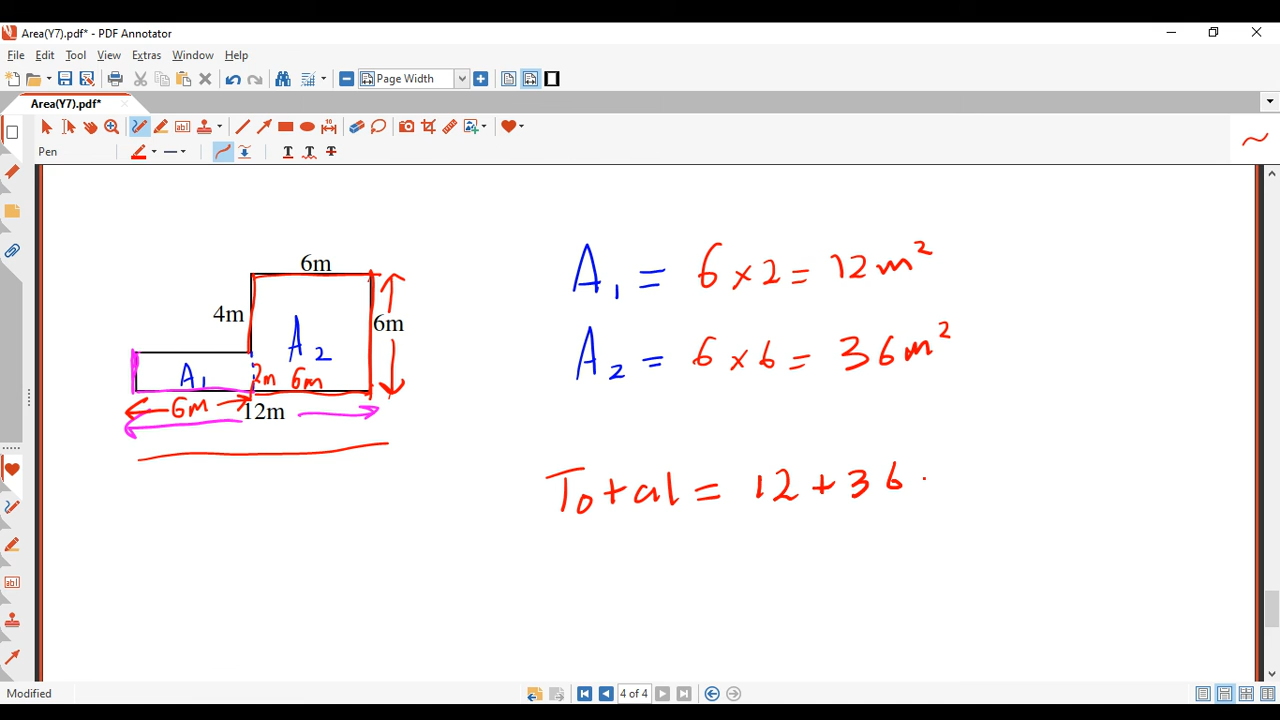 Area(Y7).pdf* - PDF Annotator
File Edit Tool View Extras Window Help
Page Width
Area(Y7).pdf*
10
Pen
T T T
6m
4m
6m
A2
A1
2m 6m
6m
12m
A1 = 6 × 2 = 12 m²
A2 = 6 × 6 = 36 m²
Total = 12 + 36
Modified
4 of 4